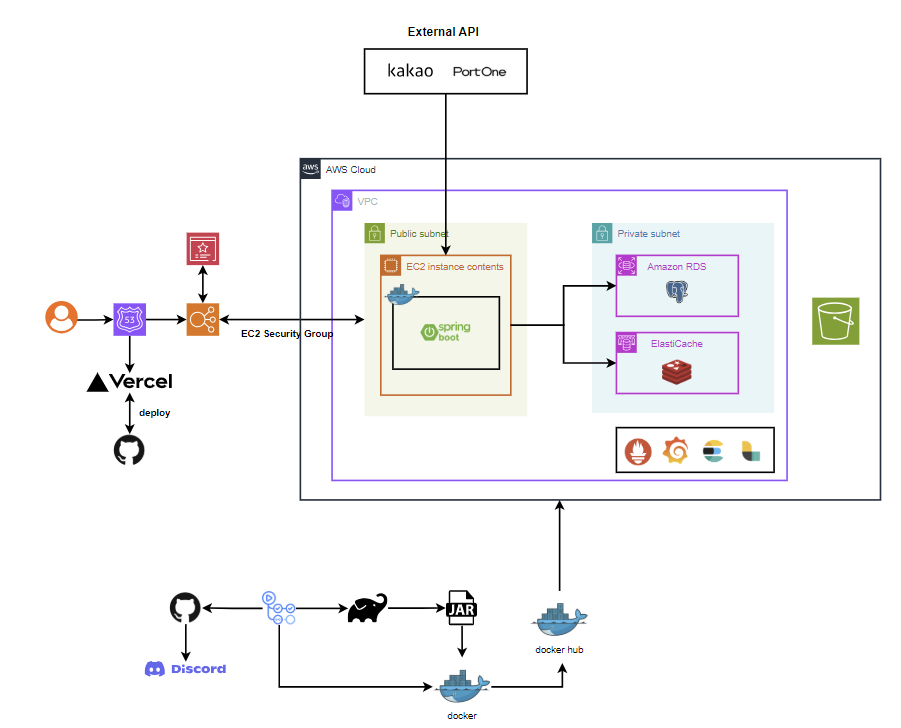 External API
kakao PortOne
aws AWS Cloud
VPC
Public subnet
Private subnet
EC2 instance contents
Amazon RDS
spring
boot
ElastiCache
53
EC2 Security Group
Vercel
deploy
JAR
Discord
docker hub
docker